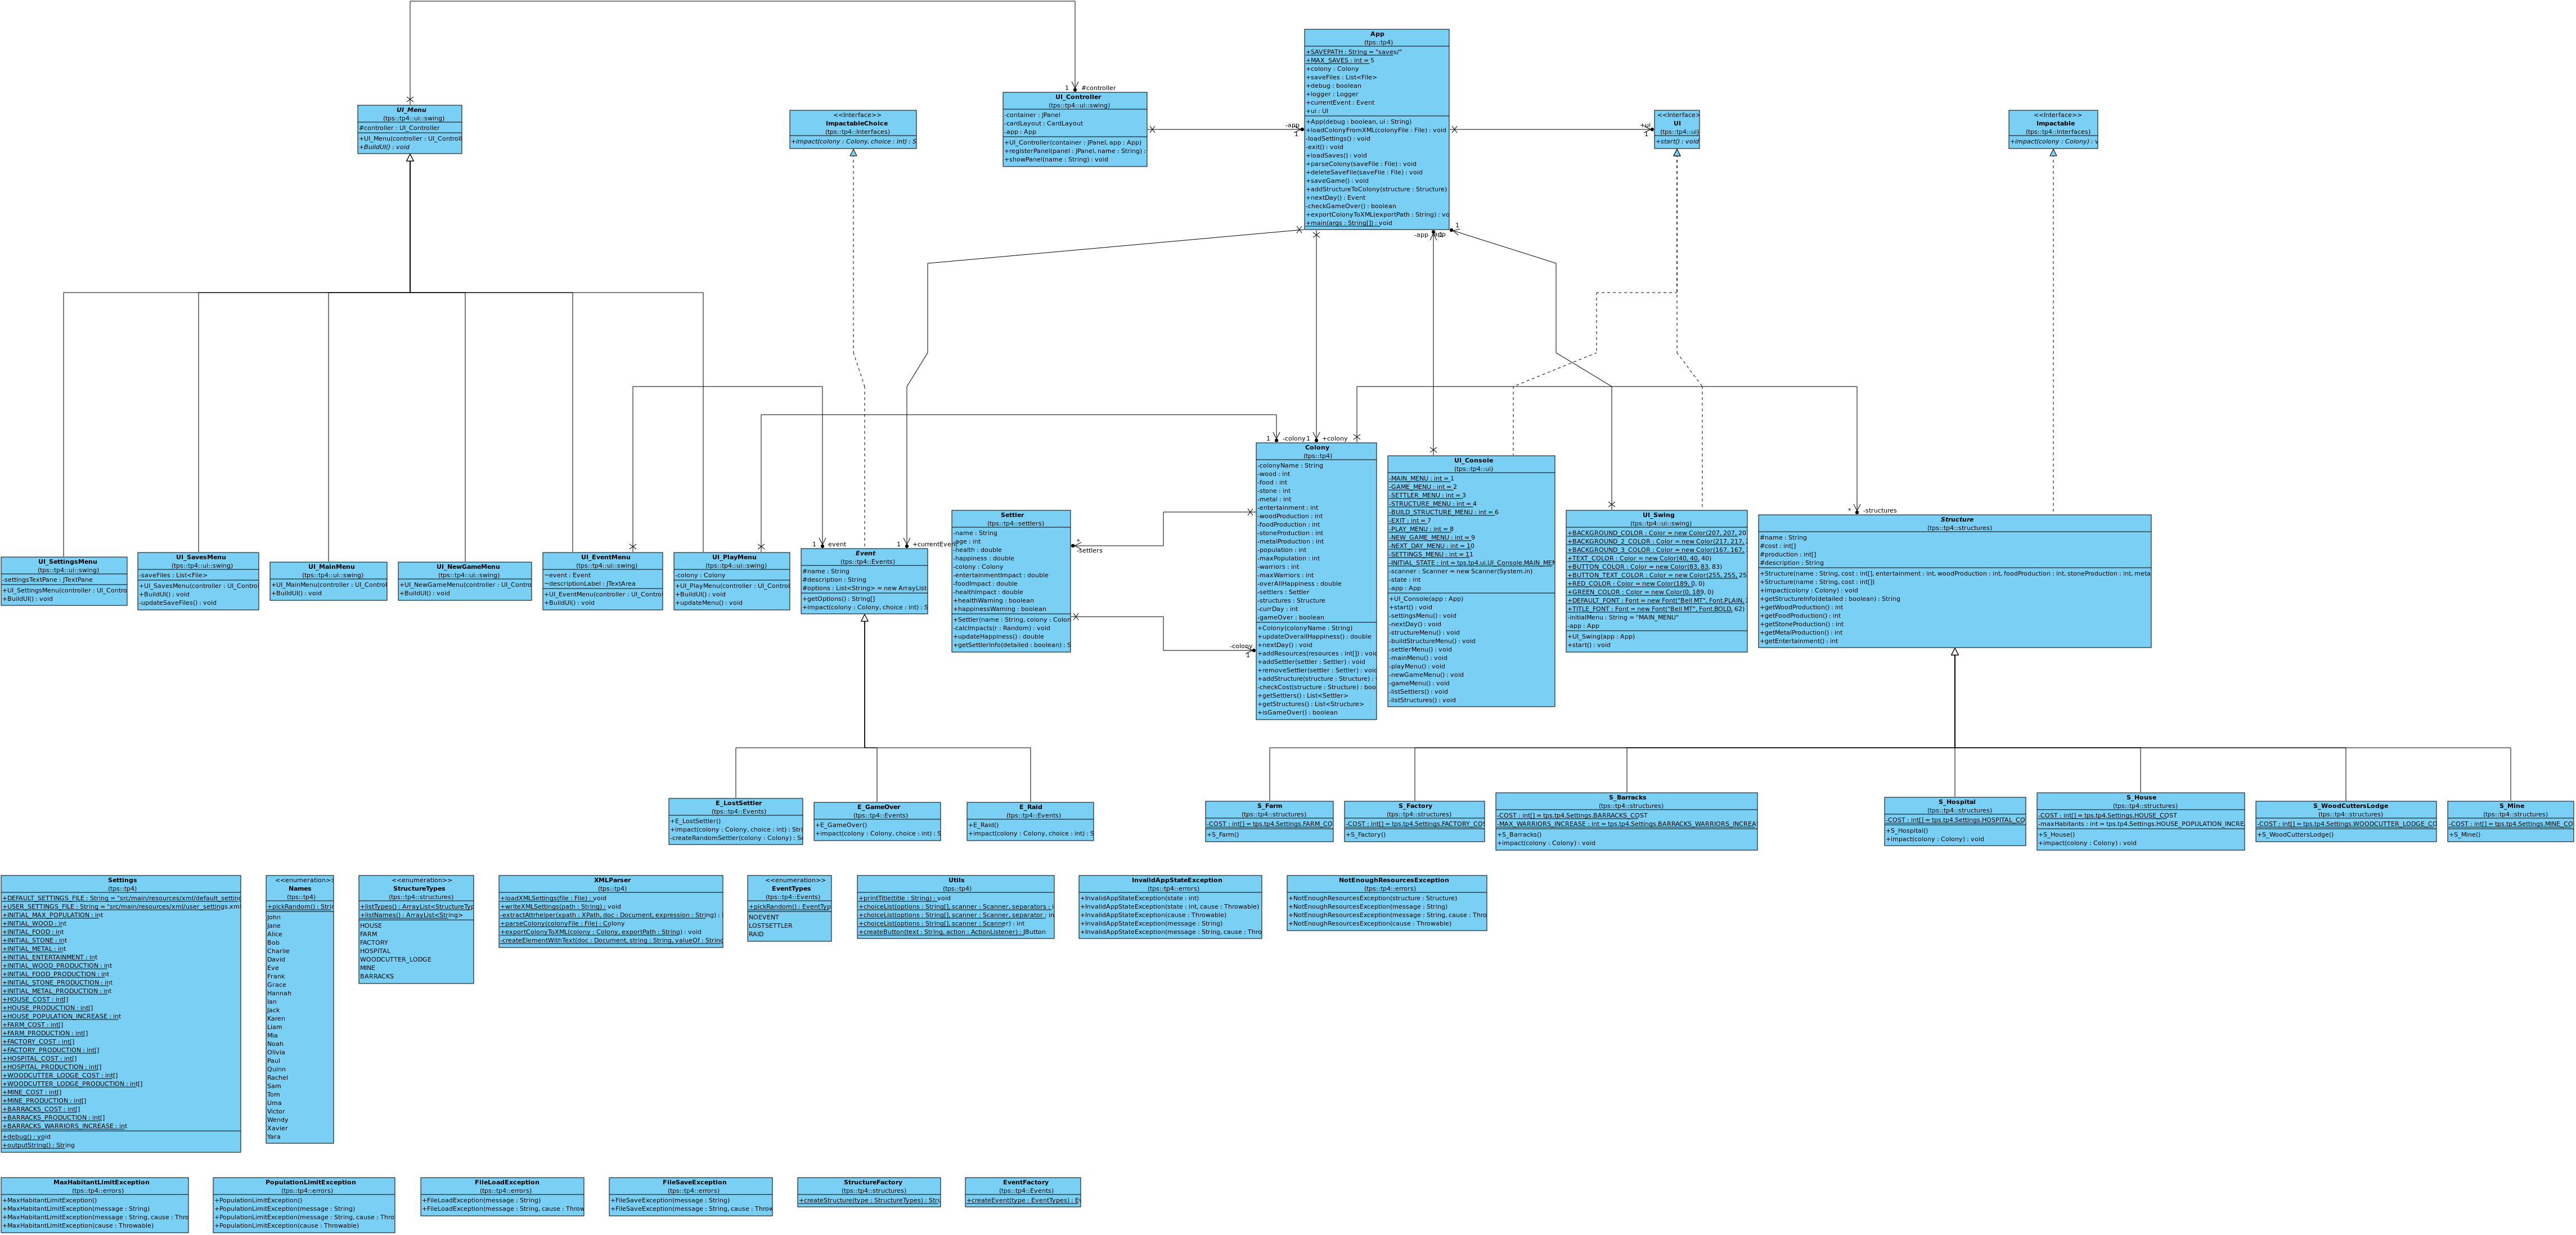 App
(tps::tp4)
+SAVEPATH : String = "saves/"
+MAX_SAVES : int = 5
+colony : Colony
+saveFiles : List<File>
+debug : boolean
+logger : Logger
+currentEvent : Event
+ui : UI
+App(debug : boolean, ui : String)
+loadColonyFromXML(colonyFile : File) : void
-loadSettings() : void
-exit() : void
+loadSaves() : void
+parseColony(saveFile : File) : void
+deleteSaveFile(saveFile : File) : void
+saveGame() : void
+addStructureToColony(structure : Structure)
+nextDay() : Event
-checkGameOver() : boolean
+exportColonyToXML(exportPath : String) : vo
+main(args : String[]) : void
1 #controller
UI_Controller
(tps::tp4::ui::swing)
-container : JPanel
-cardLayout : CardLayout
-app : App
+UI_Controller(container : JPanel, app : App)
+registerPanel(panel : JPanel, name : String) :
+showPanel(name : String) : void
-app
1
+ui
1
UI_Menu
(tps::tp4::ui::swing)
#controller : UI_Controller
+UI_Menu(controller : UI_Controll
+BuildUI() : void
<<Interface>>
ImpactableChoice
(tps::tp4::Interfaces)
+impact(colony : Colony, choice : int) : S
<<Interface>
UI
(tps::tp4::ui)
+start() : void
<<Interface>>
Impactable
(tps::tp4::Interfaces)
+impact(colony : Colony) : v
-app
1
1 -colony
1 +colony
1 event
1 +currentEvent
* -structures
*
-settlers
-colony
1
UI_SettingsMenu
(tps::tp4::ui::swing)
-settingsTextPane : JTextPane
+UI_SettingsMenu(controller : UI_Contro
+BuildUI() : void
UI_SavesMenu
(tps::tp4::ui::swing)
-saveFiles : List<File>
+UI_SavesMenu(controller : UI_Control
+BuildUI() : void
-updateSaveFiles() : void
UI_MainMenu
(tps::tp4::ui::swing)
+UI_MainMenu(controller : UI_Control
+BuildUI() : void
UI_NewGameMenu
(tps::tp4::ui::swing)
+UI_NewGameMenu(controller : UI_Contro
+BuildUI() : void
UI_EventMenu
(tps::tp4::ui::swing)
~event : Event
~descriptionLabel : JTextArea
+UI_EventMenu(controller : UI_Control
+BuildUI() : void
UI_PlayMenu
(tps::tp4::ui::swing)
-colony : Colony
+UI_PlayMenu(controller : UI_Control
+BuildUI() : void
+updateMenu() : void
Event
(tps::tp4::Events)
#name : String
#description : String
#options : List<String> = new ArrayList
+getOptions() : String[]
+impact(colony : Colony, choice : int) : S
Settler
(tps::tp4::settlers)
-name : String
-age : int
-health : double
-happiness : double
-colony : Colony
-entertainmentImpact : double
-foodImpact : double
-healthImpact : double
-healthWarning : boolean
+happinessWarning : boolean
+Settler(name : String, colony : Colon
-calcImpacts(r : Random) : void
+updateHappiness() : double
+getSettlerInfo(detailed : boolean) : S
Colony
(tps::tp4)
-colonyName : String
-wood : int
-food : int
-stone : int
-metal : int
-entertainment : int
-woodProduction : int
-foodProduction : int
-stoneProduction : int
-metalProduction : int
-population : int
-maxPopulation : int
-warriors : int
-maxWarriors : int
-overAllHappiness : double
-settlers : Settler
-structures : Structure
-currDay : int
-gameOver : boolean
+Colony(colonyName : String)
+updateOverallHappiness() : double
+nextDay() : void
+addResources(resources : int[]) : void
+addSettler(settler : Settler) : void
+removeSettler(settler : Settler) : void
+addStructure(structure : Structure) :
-checkCost(structure : Structure) : boo
+getSettlers() : List<Settler>
+getStructures() : List<Structure>
+isGameOver() : boolean
UI_Console
(tps::tp4::ui)
-MAIN_MENU : int = 1
-GAME_MENU : int = 2
-SETTLER_MENU : int = 3
-STRUCTURE_MENU : int = 4
-BUILD_STRUCTURE_MENU : int = 6
-EXIT : int = 7
-PLAY_MENU : int = 8
-NEW_GAME_MENU : int = 9
-NEXT_DAY_MENU : int = 10
-SETTINGS_MENU : int = 11
-INITIAL_STATE : int = tps.tp4.ui.UI_Console.MAIN_ME
-scanner : Scanner = new Scanner(System.in)
-state : int
-app : App
+UI_Console(app : App)
+start() : void
-settingsMenu() : void
-nextDay() : void
-structureMenu() : void
-buildStructureMenu() : void
-settlerMenu() : void
-mainMenu() : void
-playMenu() : void
-newGameMenu() : void
-gameMenu() : void
-listSettlers() : void
-listStructures() : void
UI_Swing
(tps::tp4::ui::swing)
+BACKGROUND_COLOR : Color = new Color(207, 207, 20
+BACKGROUND_2_COLOR : Color = new Color(217, 217,
+BACKGROUND_3_COLOR : Color = new Color(167, 167,
+TEXT_COLOR : Color = new Color(40, 40, 40)
+BUTTON_COLOR : Color = new Color(83, 83, 83)
+BUTTON_TEXT_COLOR : Color = new Color(255, 255, 25
+RED_COLOR : Color = new Color(189, 0, 0)
+GREEN_COLOR : Color = new Color(0, 189, 0)
+DEFAULT_FONT : Font = new Font("Bell MT", Font.PLAIN,
+TITLE_FONT : Font = new Font("Bell MT", Font.BOLD, 62)
-initialMenu : String = "MAIN_MENU"
-app : App
+UI_Swing(app : App)
+start() : void
Structure
(tps::tp4::structures)
#name : String
#cost : int[]
#production : int[]
#description : String
+Structure(name : String, cost : int[], entertainment : int, woodProduction : int, foodProduction : int, stoneProduction : int, meta
+Structure(name : String, cost : int[])
+impact(colony : Colony) : void
+getStructureInfo(detailed : boolean) : String
+getWoodProduction() : int
+getFoodProduction() : int
+getStoneProduction() : int
+getMetalProduction() : int
+getEntertainment() : int
E_LostSettler
(tps::tp4::Events)
+E_LostSettler()
+impact(colony : Colony, choice : int) : Stri
-createRandomSettler(colony : Colony) : Se
E_GameOver
(tps::tp4::Events)
+E_GameOver()
+impact(colony : Colony, choice : int) : S
E_Raid
(tps::tp4::Events)
+E_Raid()
+impact(colony : Colony, choice : int) : S
S_Farm
(tps::tp4::structures)
-COST : int[] = tps.tp4.Settings.FARM_CO
+S_Farm()
S_Factory
(tps::tp4::structures)
-COST : int[] = tps.tp4.Settings.FACTORY_COS
+S_Factory()
S_Barracks
(tps::tp4::structures)
-COST : int[] = tps.tp4.Settings.BARRACKS_COST
-MAX_WARRIORS_INCREASE : int = tps.tp4.Settings.BARRACKS_WARRIORS_INCREA
+S_Barracks()
+impact(colony : Colony) : void
S_Hospital
(tps::tp4::structures)
-COST : int[] = tps.tp4.Settings.HOSPITAL_CO
+S_Hospital()
+impact(colony : Colony) : void
S_House
(tps::tp4::structures)
-COST : int[] = tps.tp4.Settings.HOUSE_COST
-maxHabitants : int = tps.tp4.Settings.HOUSE_POPULATION_INCRE
+S_House()
+impact(colony : Colony) : void
S_WoodCuttersLodge
(tps::tp4::structures)
-COST : int[] = tps.tp4.Settings.WOODCUTTER_LODGE_CO
+S_WoodCuttersLodge()
S_Mine
(tps::tp4::structures)
-COST : int[] = tps.tp4.Settings.MINE_CO
+S_Mine()
Settings
(tps::tp4)
+DEFAULT_SETTINGS_FILE : String = "src/main/resources/xml/default_setting
+USER_SETTINGS_FILE : String = "src/main/resources/xml/user_settings.xml
+INITIAL_MAX_POPULATION : int
+INITIAL_WOOD : int
+INITIAL_FOOD : int
+INITIAL_STONE : int
+INITIAL_METAL : int
+INITIAL_ENTERTAINMENT : int
+INITIAL_WOOD_PRODUCTION : int
+INITIAL_FOOD_PRODUCTION : int
+INITIAL_STONE_PRODUCTION : int
+INITIAL_METAL_PRODUCTION : int
+HOUSE_COST : int[]
+HOUSE_PRODUCTION : int[]
+HOUSE_POPULATION_INCREASE : int
+FARM_COST : int[]
+FARM_PRODUCTION : int[]
+FACTORY_COST : int[]
+FACTORY_PRODUCTION : int[]
+HOSPITAL_COST : int[]
+HOSPITAL_PRODUCTION : int[]
+WOODCUTTER_LODGE_COST : int[]
+WOODCUTTER_LODGE_PRODUCTION : int[]
+MINE_COST : int[]
+MINE_PRODUCTION : int[]
+BARRACKS_COST : int[]
+BARRACKS_PRODUCTION : int[]
+BARRACKS_WARRIORS_INCREASE : int
+debug() : void
+outputString() : String
<<enumeration>>
Names
(tps::tp4)
+pickRandom() : Strin
John
Jane
Alice
Bob
Charlie
David
Eve
Frank
Grace
Hannah
Ian
Jack
Karen
Liam
Mia
Noah
Olivia
Paul
Quinn
Rachel
Sam
Tom
Uma
Victor
Wendy
Xavier
Yara
<<enumeration>>
StructureTypes
(tps::tp4::structures)
+listTypes() : ArrayList<StructureTyp
+listNames() : ArrayList<String>
HOUSE
FARM
FACTORY
HOSPITAL
WOODCUTTER_LODGE
MINE
BARRACKS
XMLParser
(tps::tp4)
+loadXMLSettings(file : File) : void
+writeXMLSettings(path : String) : void
-extractAttrhelper(xpath : XPath, doc : Document, expression : String) : i
+parseColony(colonyFile : File) : Colony
+exportColonyToXML(colony : Colony, exportPath : String) : void
-createElementWithText(doc : Document, string : String, valueOf : String
<<enumeration>>
EventTypes
(tps::tp4::Events)
+pickRandom() : EventTyp
NOEVENT
LOSTSETTLER
RAID
Utils
(tps::tp4)
+printTitle(title : String) : void
+choiceList(options : String[], scanner : Scanner, separators : i
+choiceList(options : String[], scanner : Scanner, separator : in
+choiceList(options : String[], scanner : Scanner) : int
+createButton(text : String, action : ActionListener) : JButton
InvalidAppStateException
(tps::tp4::errors)
+InvalidAppStateException(state : int)
+InvalidAppStateException(state : int, cause : Throwable)
+InvalidAppStateException(cause : Throwable)
+InvalidAppStateException(message : String)
+InvalidAppStateException(message : String, cause : Thro
NotEnoughResourcesException
(tps::tp4::errors)
+NotEnoughResourcesException(structure : Structure)
+NotEnoughResourcesException(message : String)
+NotEnoughResourcesException(message : String, cause : Thro
+NotEnoughResourcesException(cause : Throwable)
MaxHabitantLimitException
(tps::tp4::errors)
+MaxHabitantLimitException()
+MaxHabitantLimitException(message : String)
+MaxHabitantLimitException(message : String, cause : Thro
+MaxHabitantLimitException(cause : Throwable)
PopulationLimitException
(tps::tp4::errors)
+PopulationLimitException()
+PopulationLimitException(message : String)
+PopulationLimitException(message : String, cause : Thro
+PopulationLimitException(cause : Throwable)
FileLoadException
(tps::tp4::errors)
+FileLoadException(message : String)
+FileLoadException(message : String, cause : Throw
FileSaveException
(tps::tp4::errors)
+FileSaveException(message : String)
+FileSaveException(message : String, cause : Throw
StructureFactory
(tps::tp4::structures)
+createStructure(type : StructureTypes) : Stru
EventFactory
(tps::tp4::Events)
+createEvent(type : EventTypes) : Ev